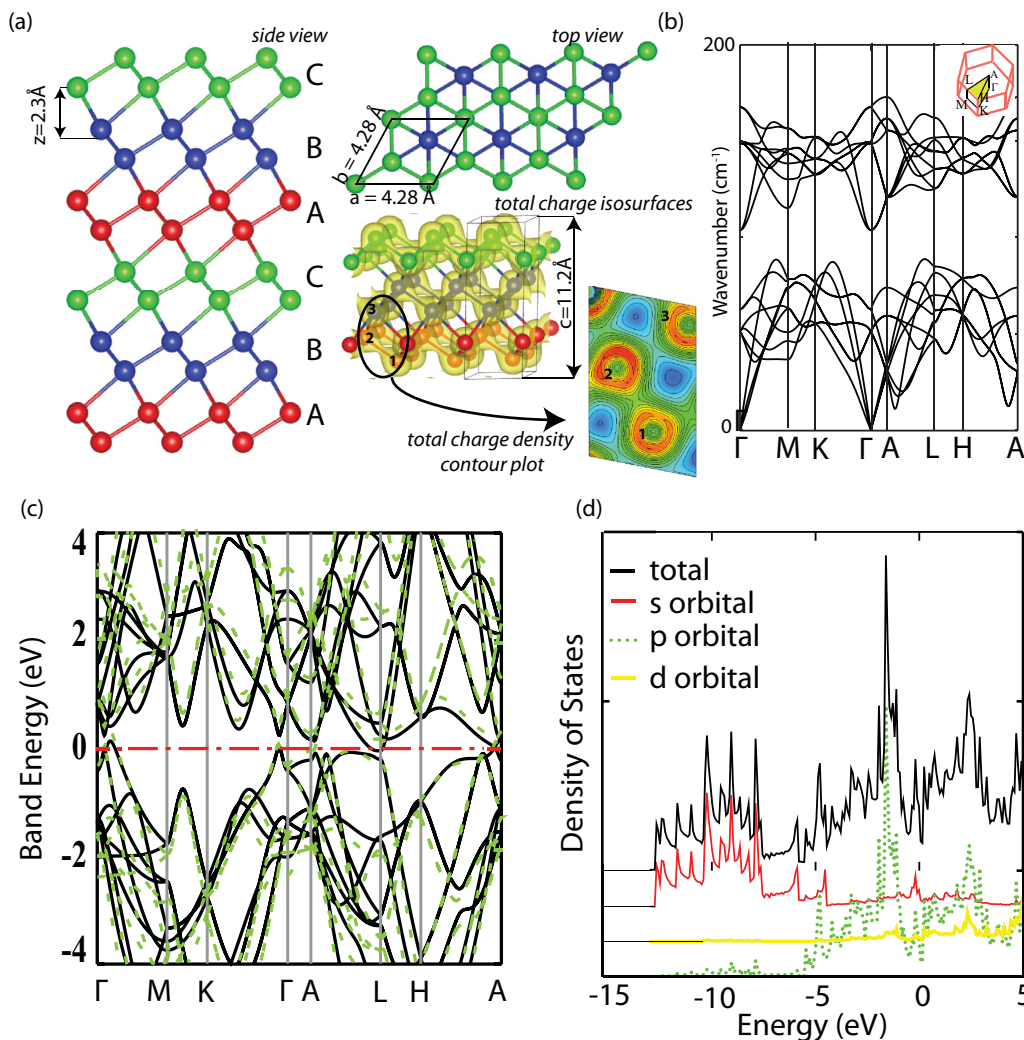 (a)
side view
top view
C
z=2.3Å
B
A
C
B
A
b = 4.28 Å
a = 4.28 Å
total charge isosurfaces
c=11.2Å
3
2
1
3
2
1
total charge density
contour plot
(b)
200
Wavenumber (cm-1)
0
A
L
Γ
M
H
K
Γ M K Γ A L H A
(c)
4
2
0
-2
-4
Band Energy (eV)
Γ M K Γ A L H A
(d)
total
s orbital
p orbital
d orbital
Density of States
-15 -10 -5 0 5
Energy (eV)